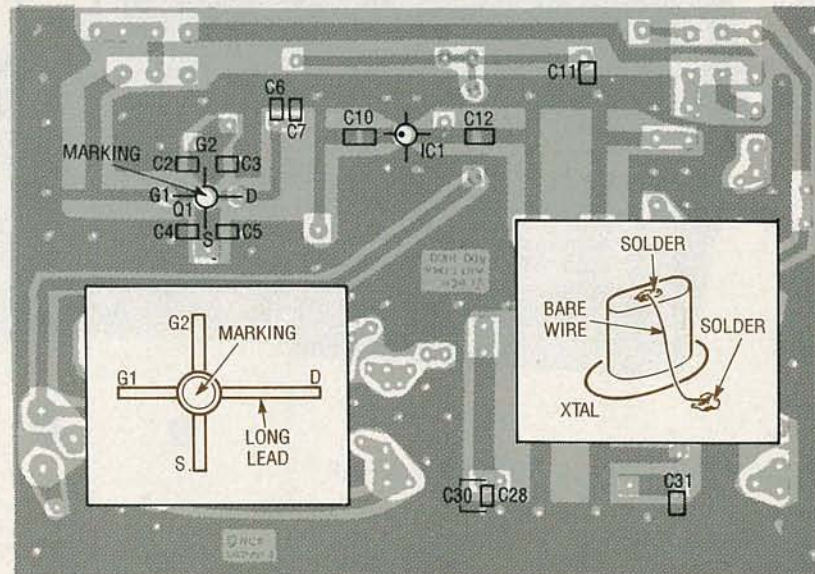 C11
C6
C7
C10
C12
IC1
MARKING
G2
C2
C3
G1
D
Q1
C4
S
C5
G2
MARKING
G1
D
LONG
LEAD
S
SOLDER
BARE
WIRE
SOLDER
XTAL
C30
C28
C31